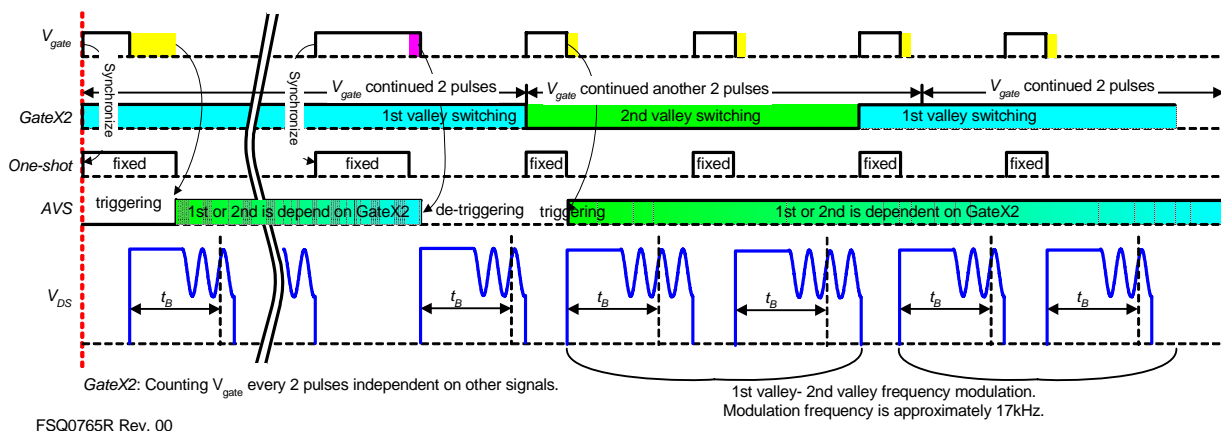 Vgate
Synchronize
Synchronize
Vgate continued 2 pulses
Vgate continued another 2 pulses
Vgate continued 2 pulses
GateX2
1st valley switching
2nd valley switching
1st valley switching
One-shot
fixed
fixed
fixed
fixed
fixed
fixed
AVS
triggering
1st or 2nd is depend on GateX2
de-triggering
triggering
1st or 2nd is dependent on GateX2
VDS
tB
tB
tB
tB
tB
tB
GateX2: Counting Vgate every 2 pulses independent on other signals.
1st valley- 2nd valley frequency modulation.
Modulation frequency is approximately 17kHz.
FSQ0765R Rev. 00